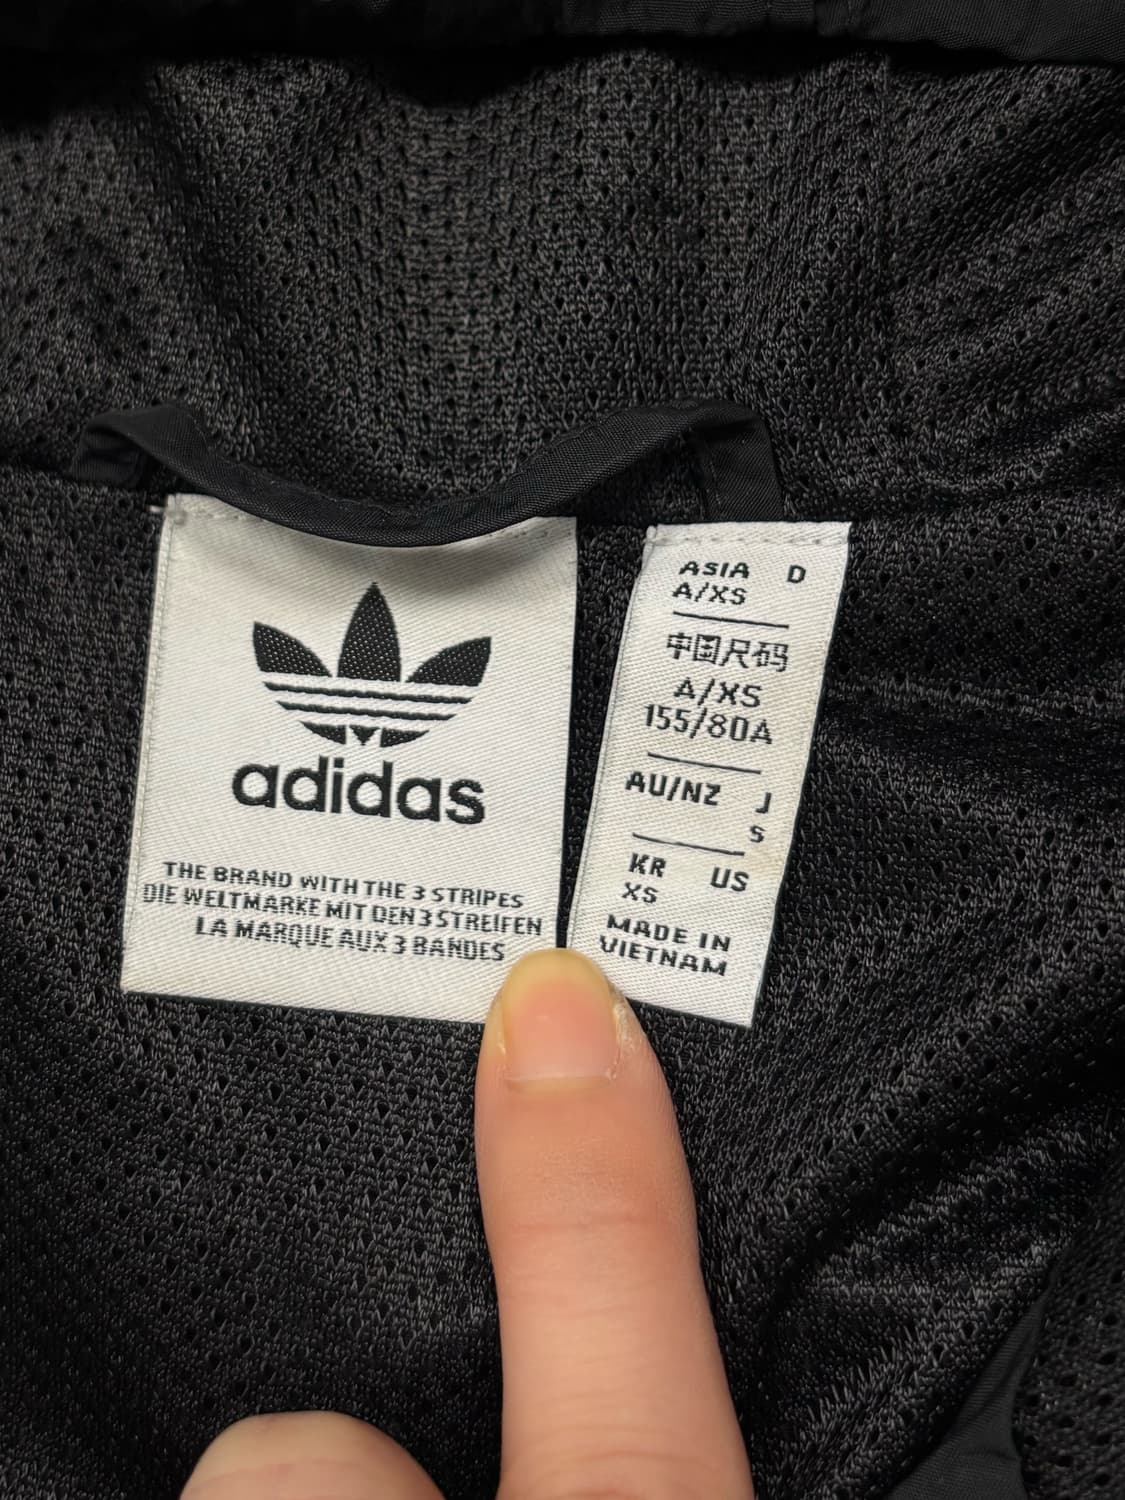 adidas
THE BRAND WITH THE 3 STRIPES
DIE WELTMARKE MIT DEN 3 STREIFEN
LA MARQUE AUX 3 BANDES
ASIA D
A/XS
中国尺码
A/XS
155/80A
AU/NZ J
S
KR US
XS
MADE IN
VIETNAM